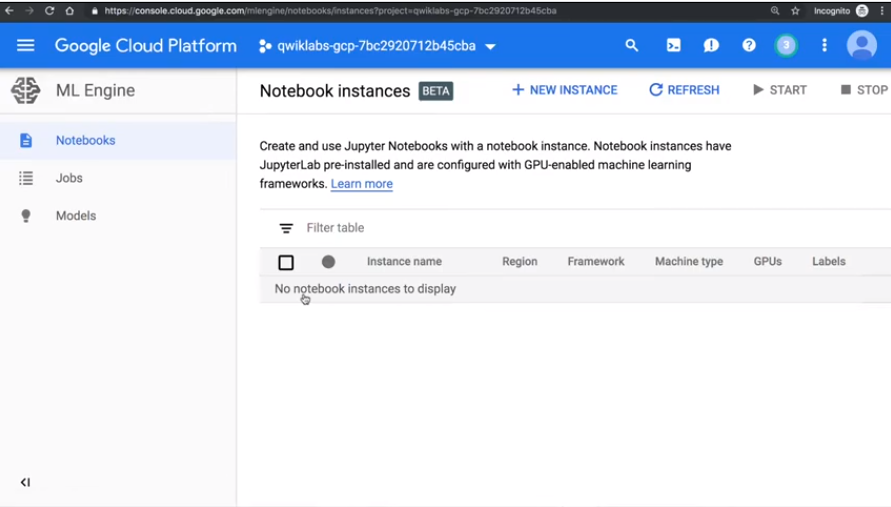 https://console.cloud.google.com/mlengine/notebooks/instances?project=qwiklabs-gcp-7bc2920712b45cba
Incognito
Google Cloud Platform
qwiklabs-gcp-7bc2920712b45cba
3
ML Engine
Notebook instances BETA
NEW INSTANCE
REFRESH
START
STOP
Notebooks
Jobs
Models
Create and use Jupyter Notebooks with a notebook instance. Notebook instances have
JupyterLab pre-installed and are configured with GPU-enabled machine learning
frameworks. Learn more
Filter table
Instance name Region Framework Machine type GPUs Labels
No notebook instances to display